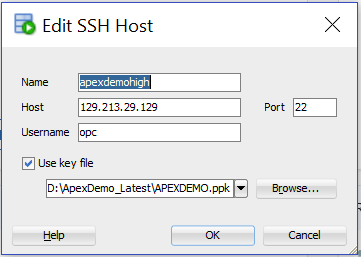 Edit SSH Host
Name apexdemohigh
Host 129.213.29.129 Port 22
Username opc
Use key file
D:\ApexDemo_Latest\APEXDEMO.ppk Browse...
Help OK Cancel